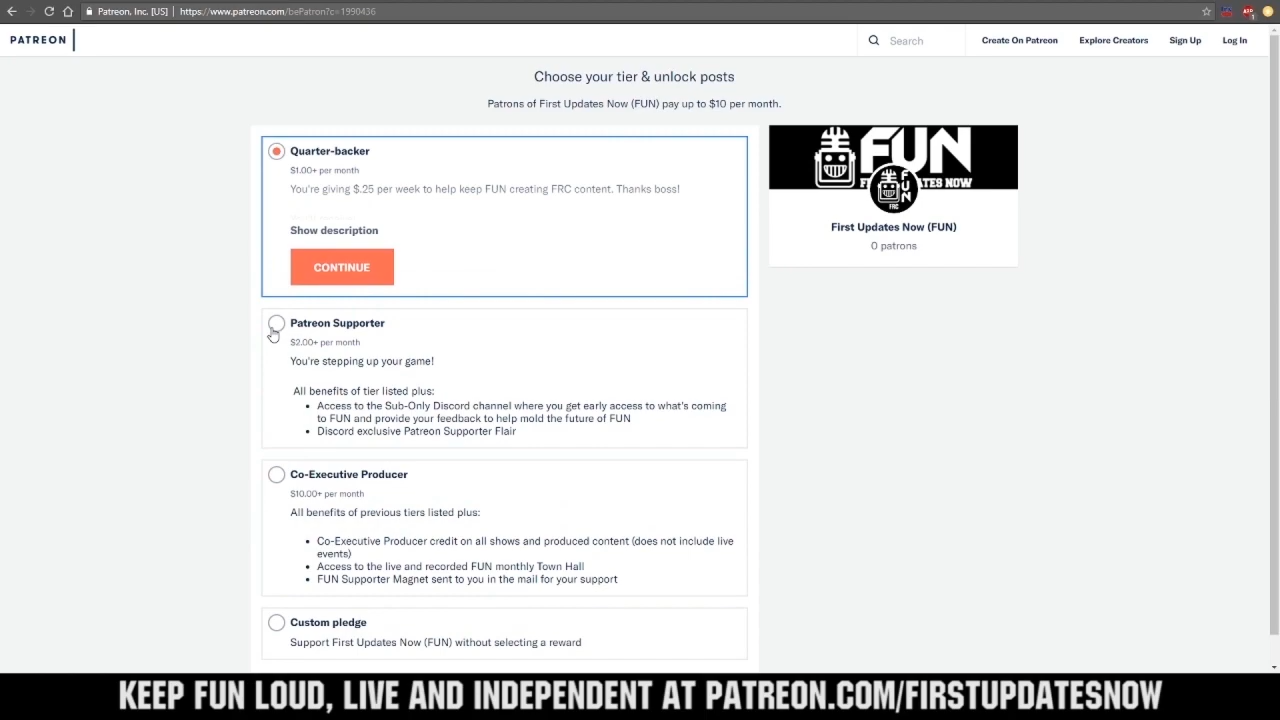 Patreon, Inc. [US] | https://www.patreon.com/bePatron?c=1990436
PATREON
Search
Create On Patreon
Explore Creators
Sign Up
Log In
Choose your tier & unlock posts
Patrons of First Updates Now (FUN) pay up to $10 per month.
Quarter-backer
$1.00+ per month
You're giving $.25 per week to help keep FUN creating FRC content. Thanks boss!
Show description
CONTINUE
FUN
FUN
FRC
First Updates Now (FUN)
0 patrons
Patreon Supporter
$2.00+ per month
You're stepping up your game!
All benefits of tier listed plus:
• Access to the Sub-Only Discord channel where you get early access to what's coming
to FUN and provide your feedback to help mold the future of FUN
• Discord exclusive Patreon Supporter Flair
Co-Executive Producer
$10.00+ per month
All benefits of previous tiers listed plus:
• Co-Executive Producer credit on all shows and produced content (does not include live
events)
• Access to the live and recorded FUN monthly Town Hall
• FUN Supporter Magnet sent to you in the mail for your support
Custom pledge
Support First Updates Now (FUN) without selecting a reward
KEEP FUN LOUD, LIVE AND INDEPENDENT AT PATREON.COM/FIRSTUPDATESNOW